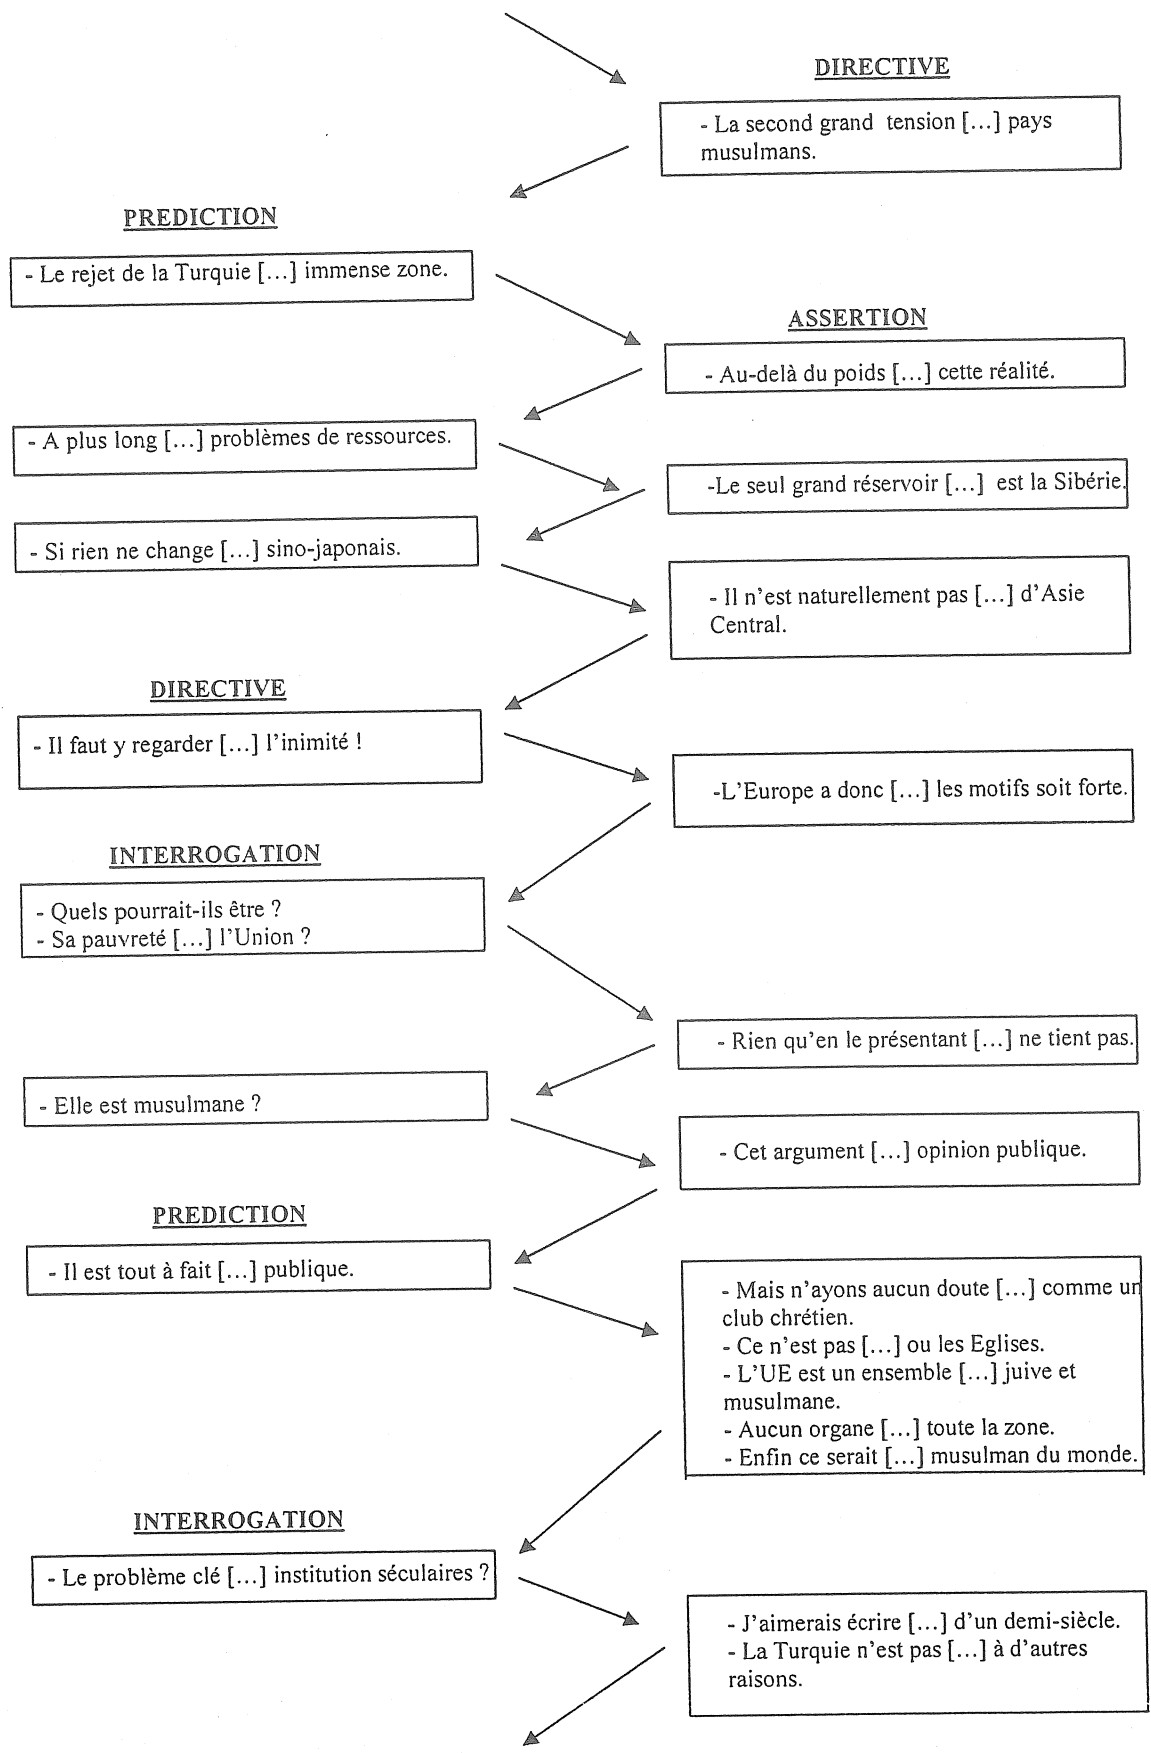 DIRECTIVE
- La second grand tension [...] pays
musulmans.
PREDICTION
- Le rejet de la Turquie [...] immense zone.
ASSERTION
- Au-delà du poids [...] cette réalité.
- A plus long [...] problèmes de ressources.
-Le seul grand réservoir [...] est la Sibérie.
- Si rien ne change [...] sino-japonais.
- Il n'est naturellement pas [...] d'Asie
Central.
DIRECTIVE
- Il faut y regarder [...] l'inimité !
-L'Europe a donc [...] les motifs soit forte.
INTERROGATION
- Quels pourrait-ils être ?
- Sa pauvreté [...] l'Union ?
- Rien qu'en le présentant [...] ne tient pas.
- Elle est musulmane ?
- Cet argument [...] opinion publique.
PREDICTION
- Il est tout à fait [...] publique.
- Mais n'ayons aucun doute [...] comme un
club chrétien.
- Ce n'est pas [...] ou les Eglises.
- L'UE est un ensemble [...] juive et
musulmane.
- Aucun organe [...] toute la zone.
- Enfin ce serait [...] musulman du monde.
INTERROGATION
- Le problème clé [...] institution séculaires ?
- J'aimerais écrire [...] d'un demi-siècle.
- La Turquie n'est pas [...] à d'autres
raisons.